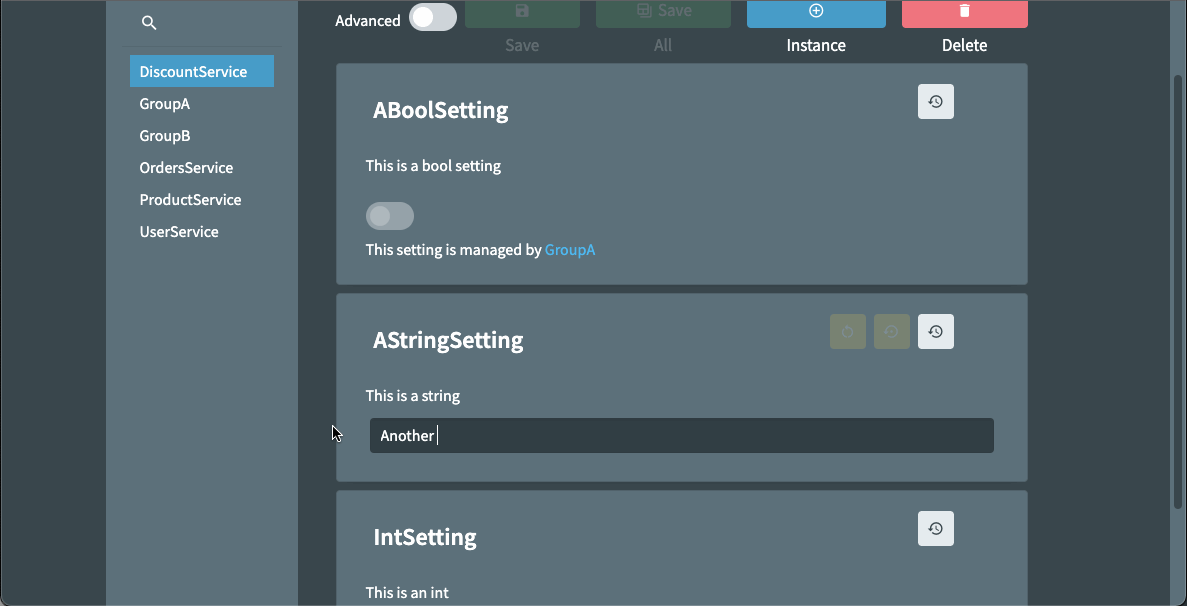 Advanced
Save
Save
All
Instance
Delete
DiscountService
GroupA
GroupB
OrdersService
ProductService
UserService
ABoolSetting
This is a bool setting
This setting is managed by GroupA
AStringSetting
This is a string
Another
IntSetting
This is an int